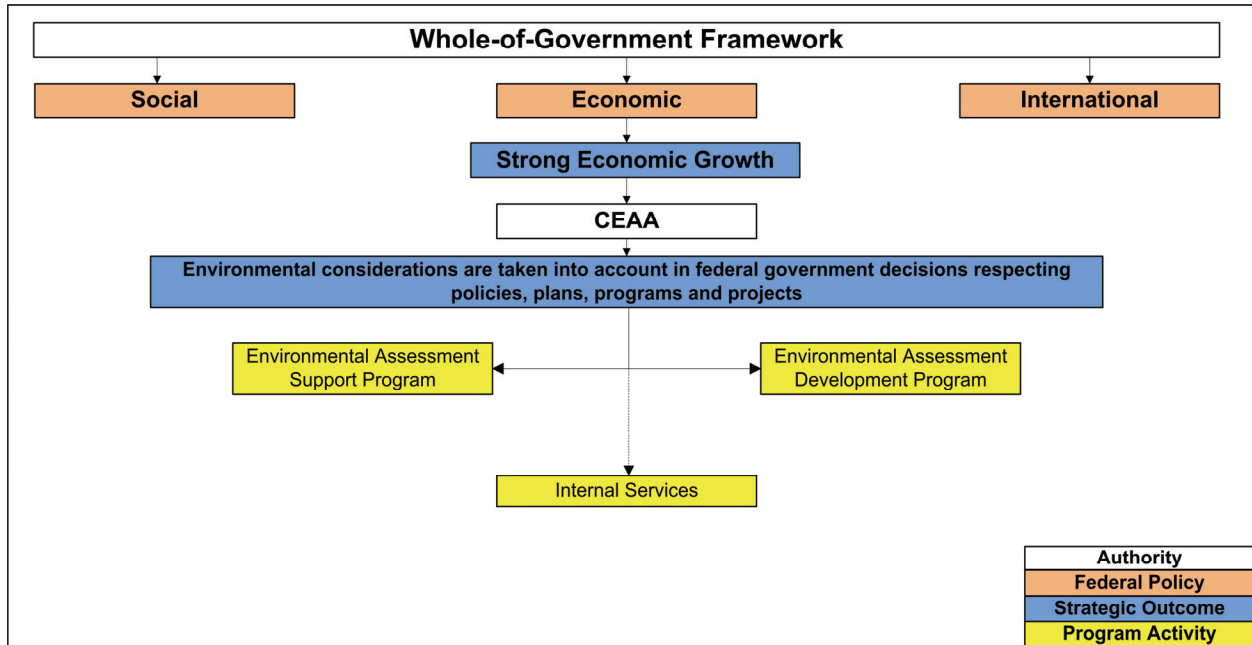 Whole-of-Government Framework
Social
Economic
International
Strong Economic Growth
CEAA
Environmental considerations are taken into account in federal government decisions respecting
policies, plans, programs and projects
Environmental Assessment
Support Program
Environmental Assessment
Development Program
Internal Services
Authority
Federal Policy
Strategic Outcome
Program Activity